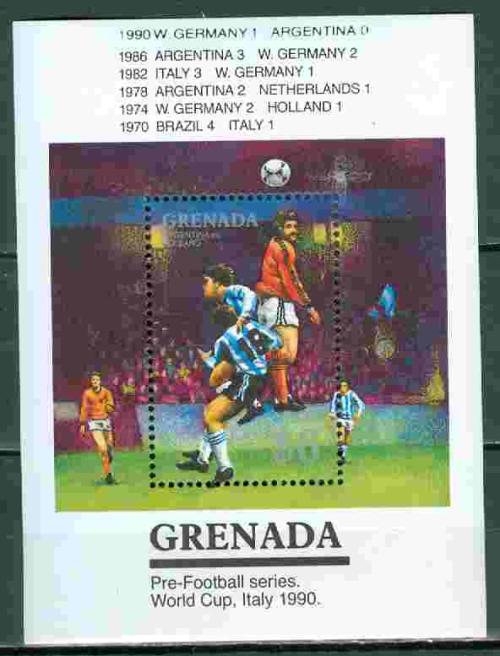 1990 W. GERMANY 1 ARGENTINA 0
1986 ARGENTINA 3 W. GERMANY 2
1982 ITALY 3 W. GERMANY 1
1978 ARGENTINA 2 NETHERLANDS 1
1974 W. GERMANY 2 HOLLAND 1
1970 BRAZIL 4 ITALY 1
GRENADA
ARGENTINA vs.
GRENADA
Pre-Football series.
World Cup, Italy 1990.